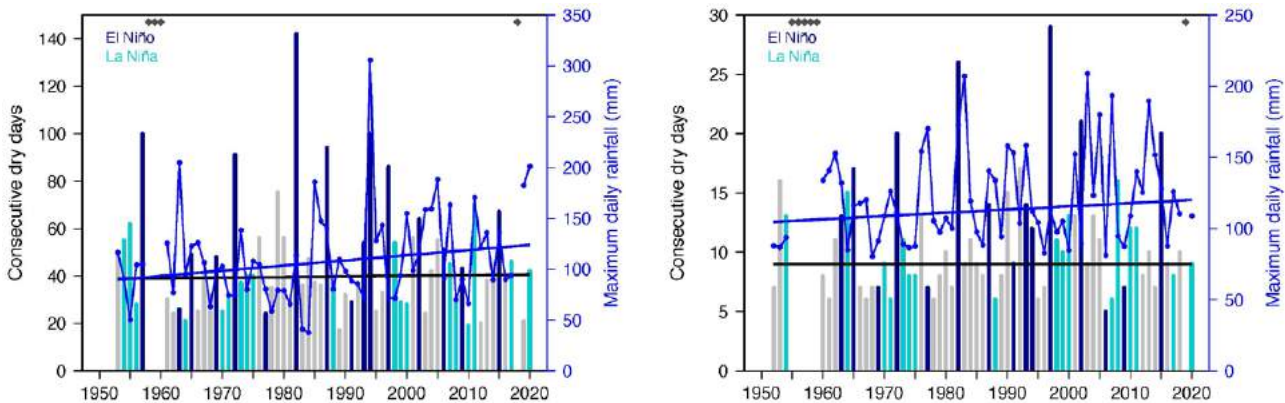 El Niño
La Niña
Consecutive dry days
Maximum daily rainfall (mm)
140
120
100
80
60
40
20
0
350
300
250
200
150
100
50
0
1950 1960 1970 1980 1990 2000 2010 2020
El Niño
La Niña
Consecutive dry days
Maximum daily rainfall (mm)
30
25
20
15
10
5
0
250
200
150
100
50
0
1950 1960 1970 1980 1990 2000 2010 2020